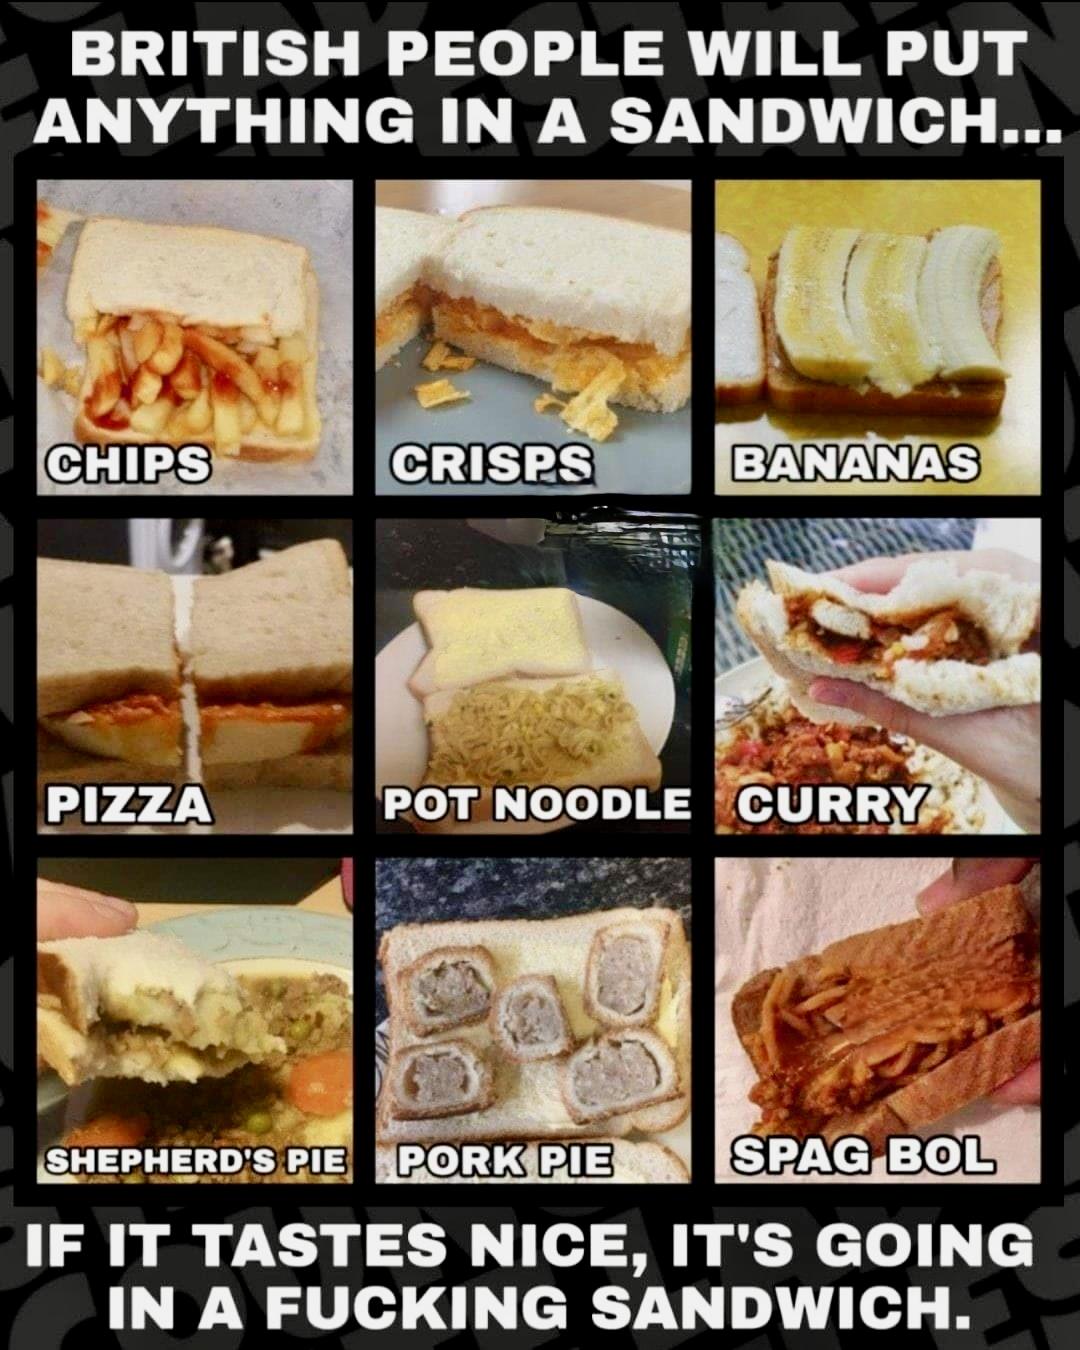 BRITISH PEOPLE WILL PUT
ANYTHING IN A SANDWICH...
CHIPS
CRISPS
BANANAS
PIZZA
POT NOODLE
CURRY
SHEPHERD'S PIE
PORK PIE
SPAG BOL
IF IT TASTES NICE, IT'S GOING
IN A FUCKING SANDWICH.